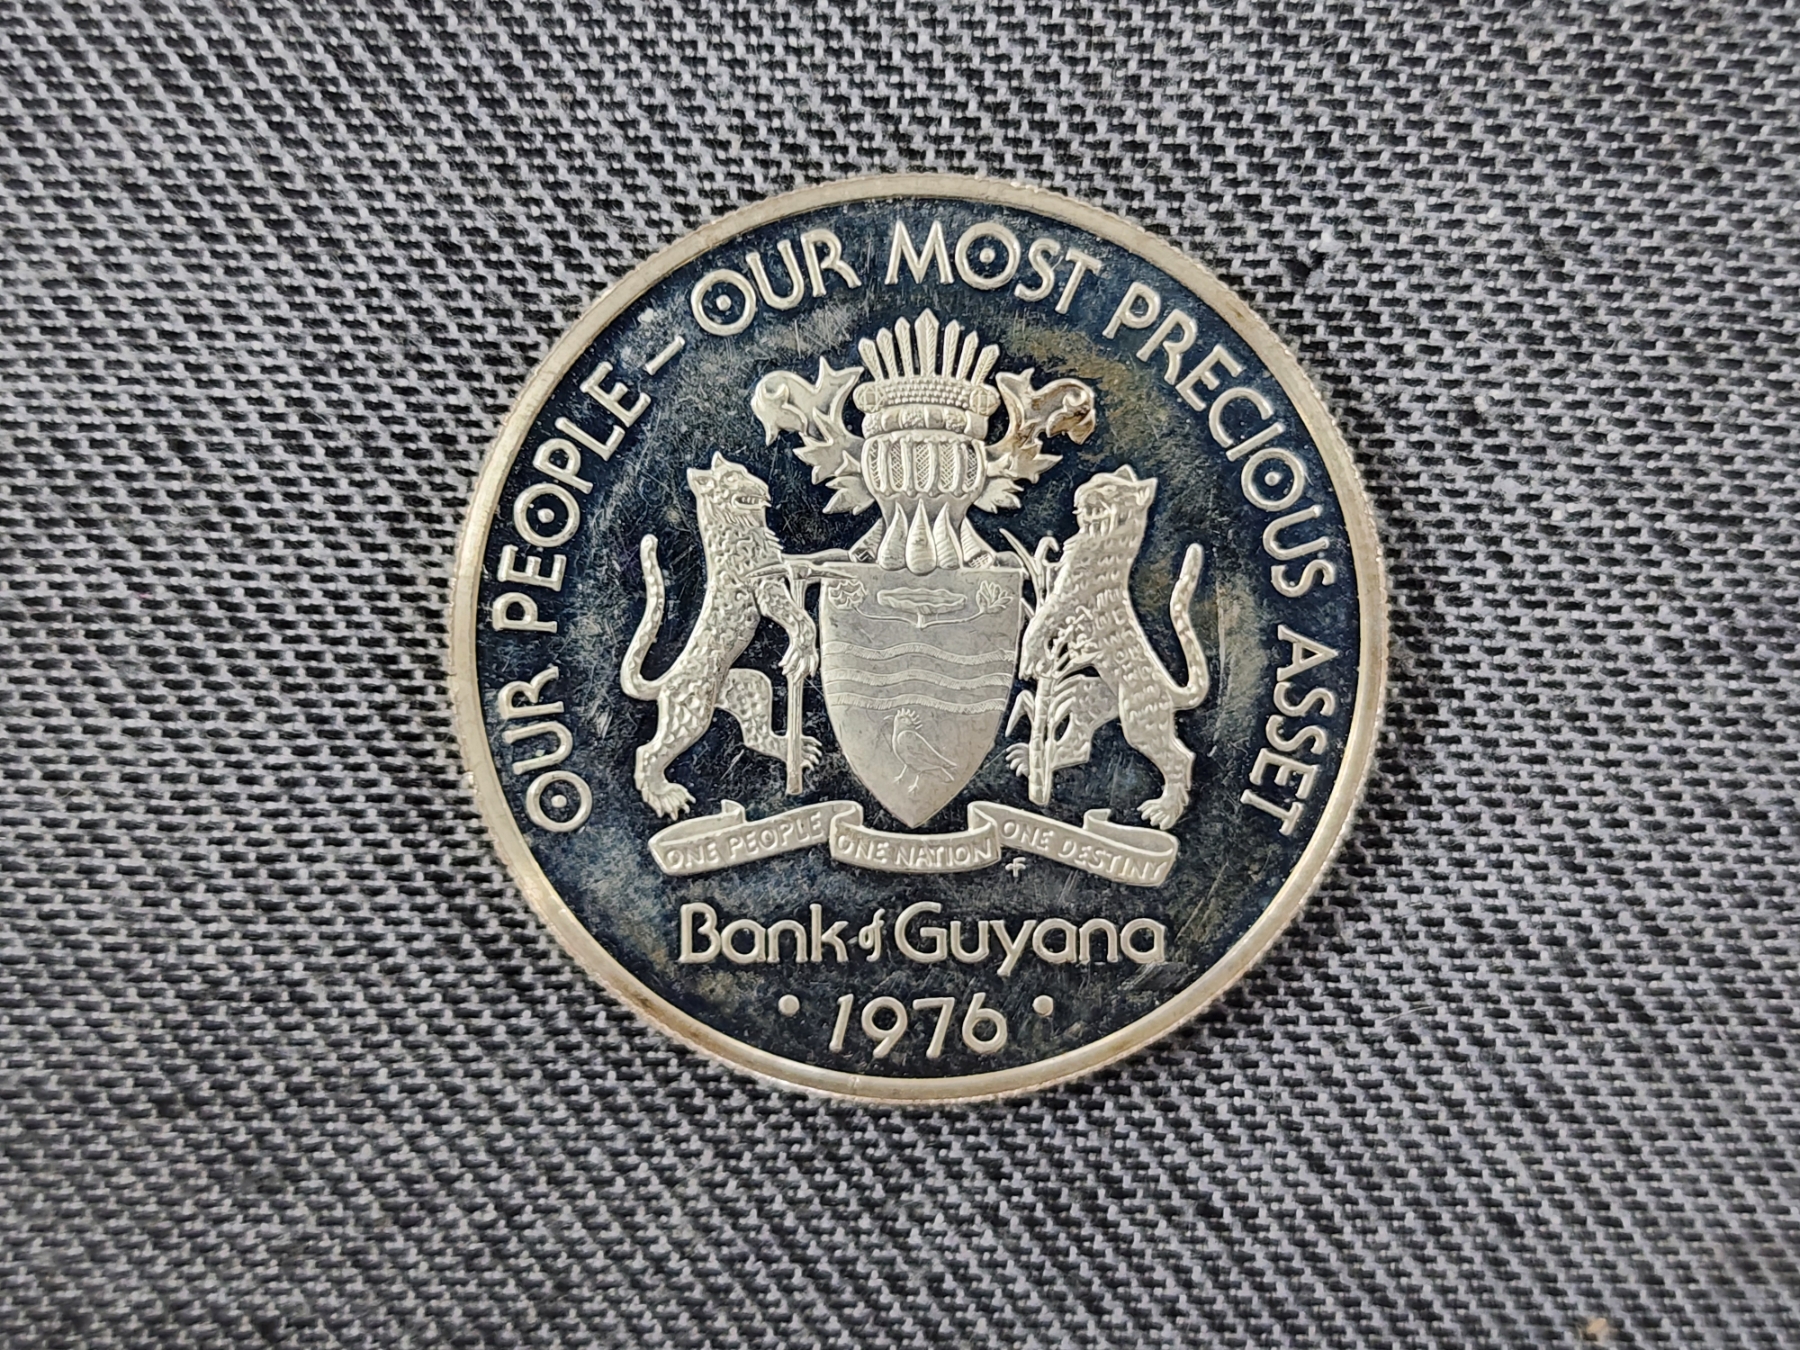 OUR PEOPLE – OUR MOST PRECIOUS ASSET
ONE PEOPLE ONE NATION ONE DESTINY
Bank of Guyana
• 1976 •